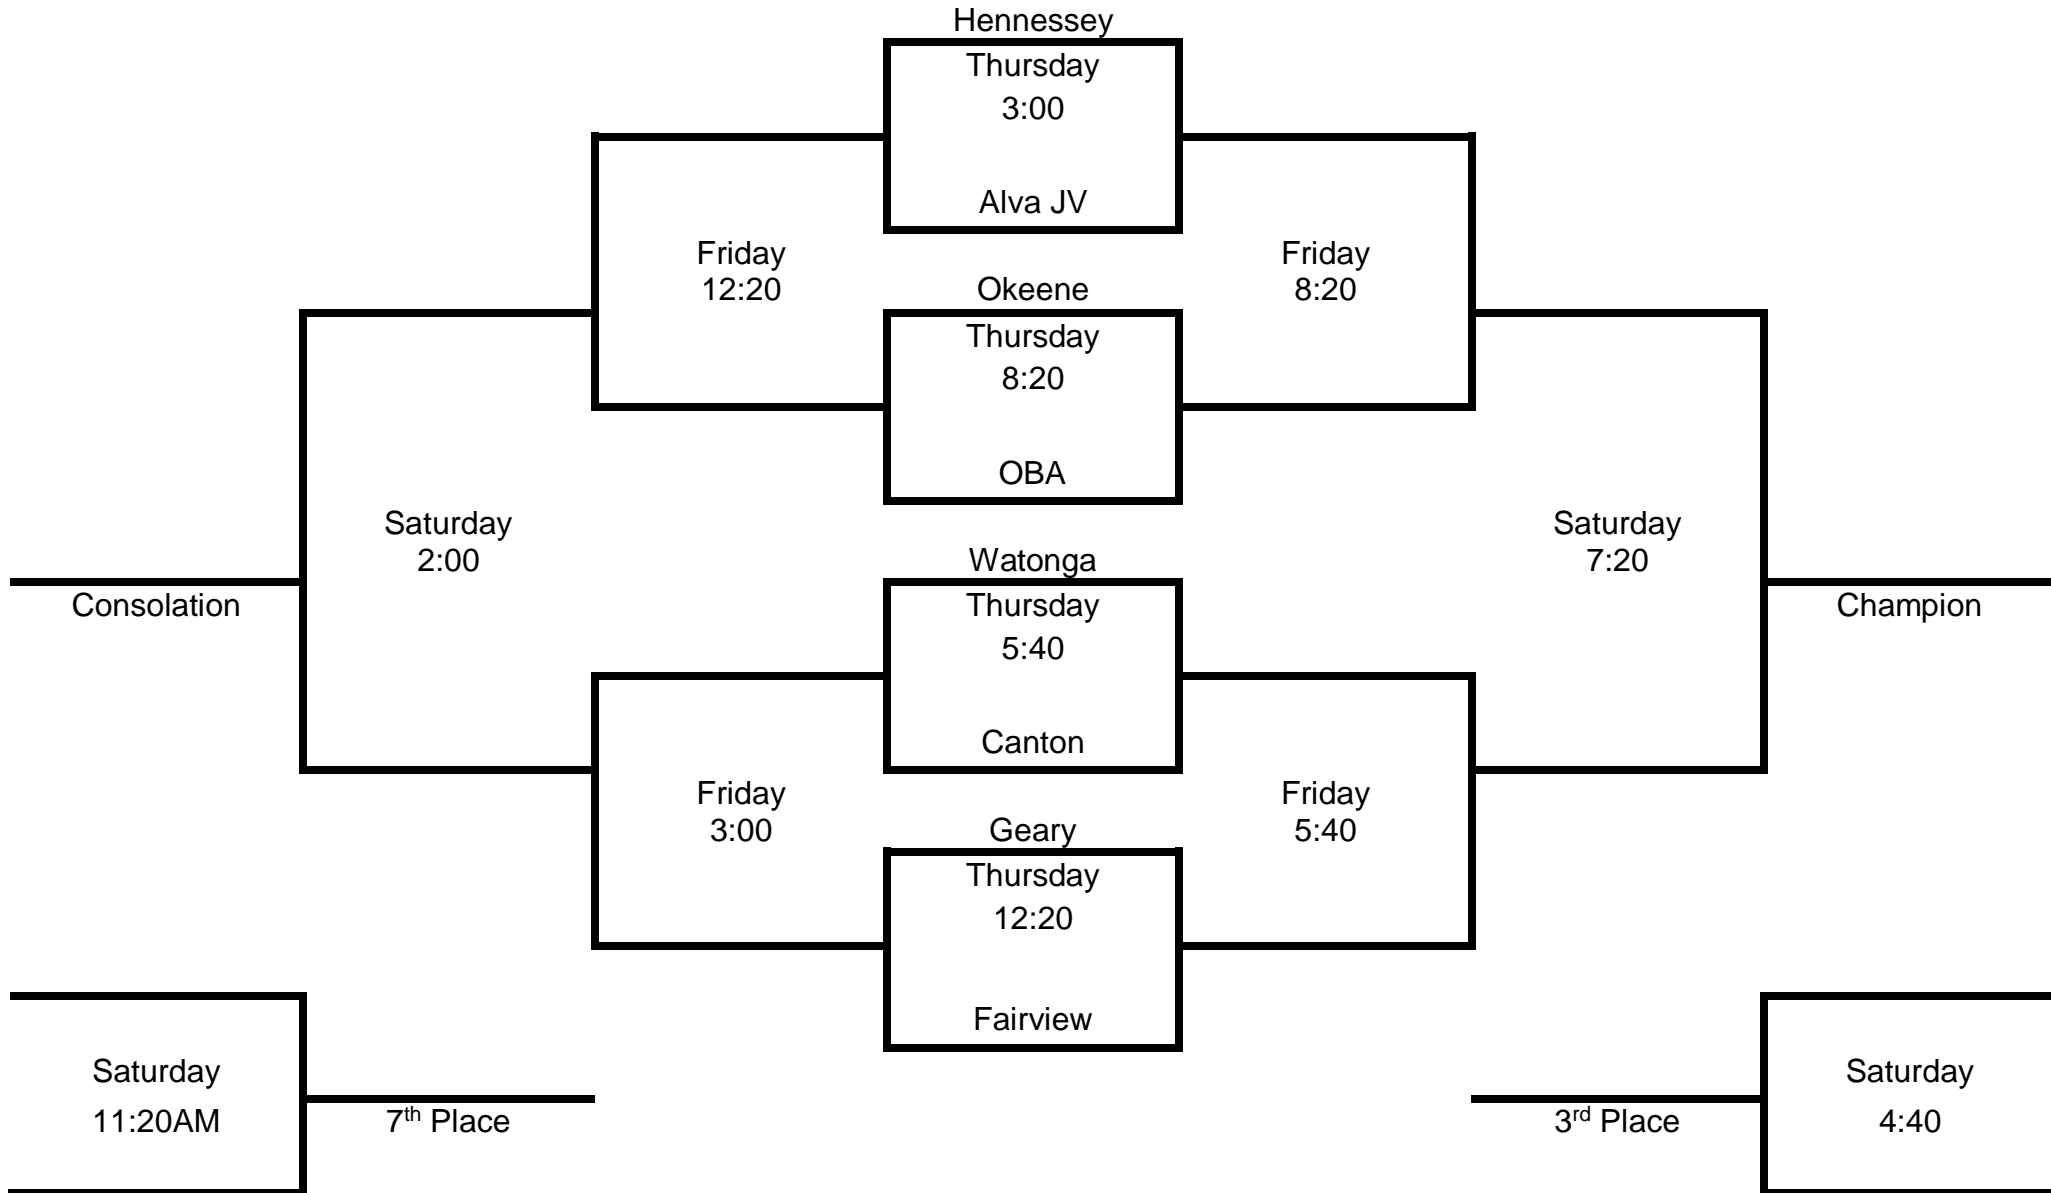 Hennessey
Thursday
3:00
Alva JV
Friday
12:20
Friday
8:20
Okeene
Thursday
8:20
OBA
Saturday
2:00
Saturday
7:20
Watonga
Thursday
5:40
Canton
Consolation
Champion
Friday
3:00
Friday
5:40
Geary
Thursday
12:20
Fairview
Saturday
11:20AM
7th Place
3rd Place
Saturday
4:40